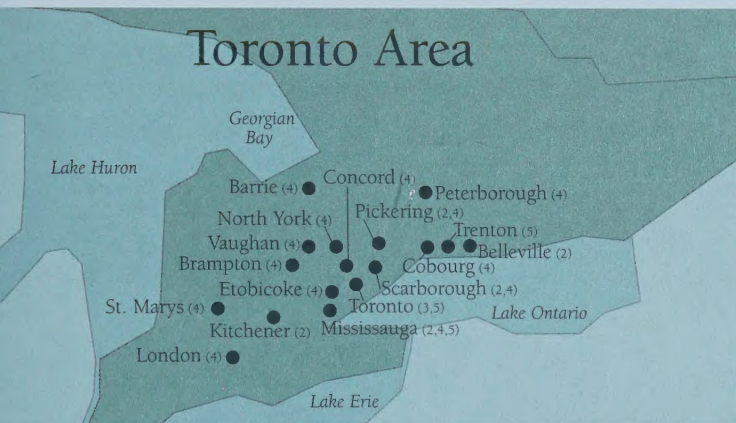 Toronto Area
Georgian
Bay
Lake Huron
Barrie (4)
Concord (4)
Peterborough (4)
Pickering (2,4)
North York (4)
Trenton (5)
Vaughan (4)
Belleville (2)
Brampton (4)
Cobourg (4)
Etobicoke (4)
Scarborough (2,4)
St. Marys (4)
Toronto (3,5)
Lake Ontario
Kitchener (2)
Mississauga (2,4,5)
London (4)
Lake Erie